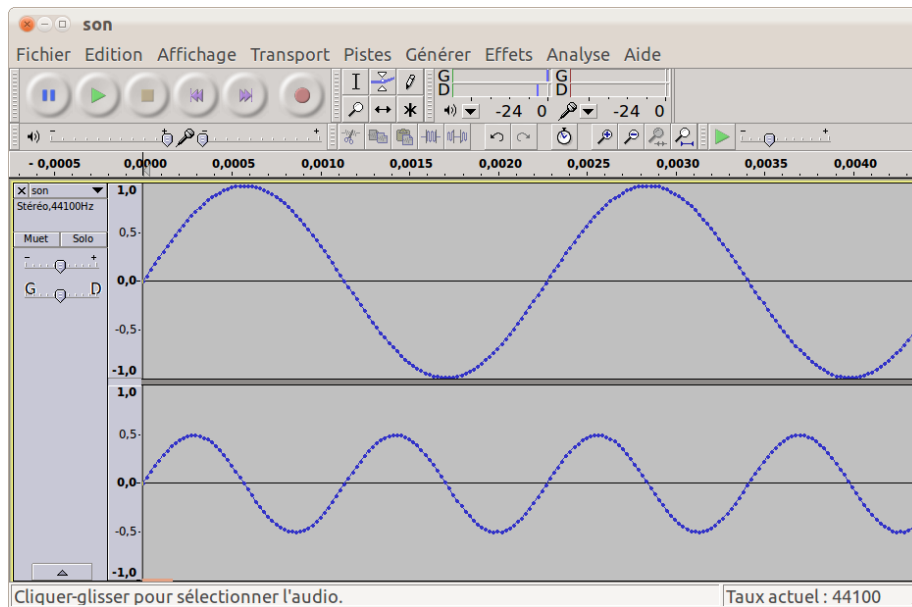 son
Fichier Edition Affichage Transport Pistes Générer Effets Analyse Aide
G G
D D
-24 0 -24 0
- + - + - +
- 0,0005 0,0000 0,0005 0,0010 0,0015 0,0020 0,0025 0,0030 0,0035 0,0040
son
Stéréo,44100Hz
Muet Solo
- +
G D
1,0
0,5-
0,0-
-0,5-
-1,0
1,0
0,5-
0,0-
-0,5-
-1,0
Cliquer-glisser pour sélectionner l'audio. Taux actuel : 44100